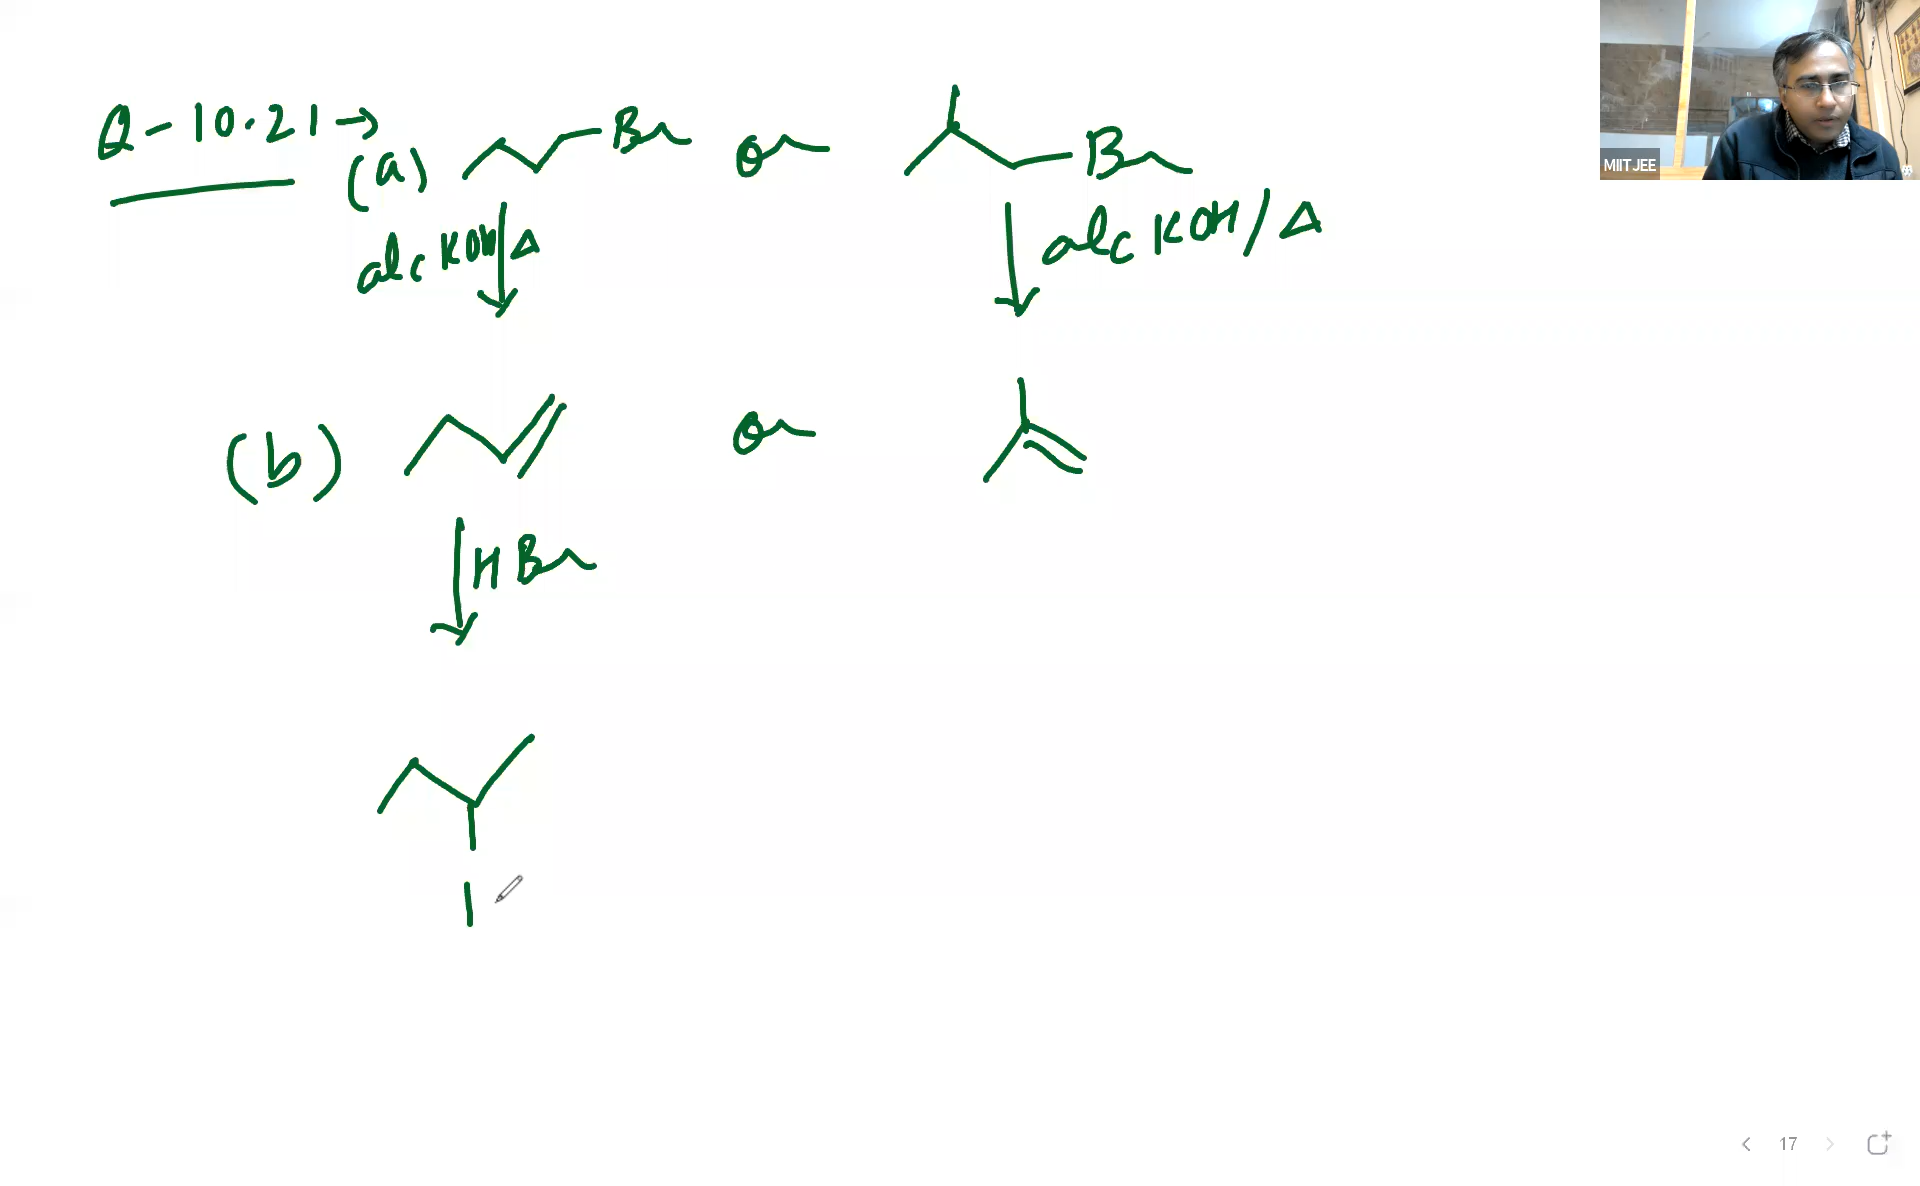 Q - 10.21 →
(a) Br or Br
alc KOH/Δ alc KOH/Δ
(b) or
HBr
MIIT JEE
17